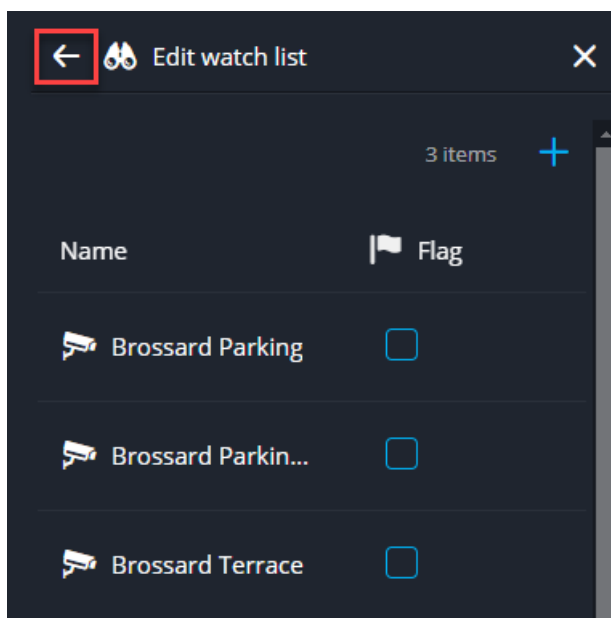 Edit watch list
3 items
Name Flag
Brossard Parking
Brossard Parkin...
Brossard Terrace